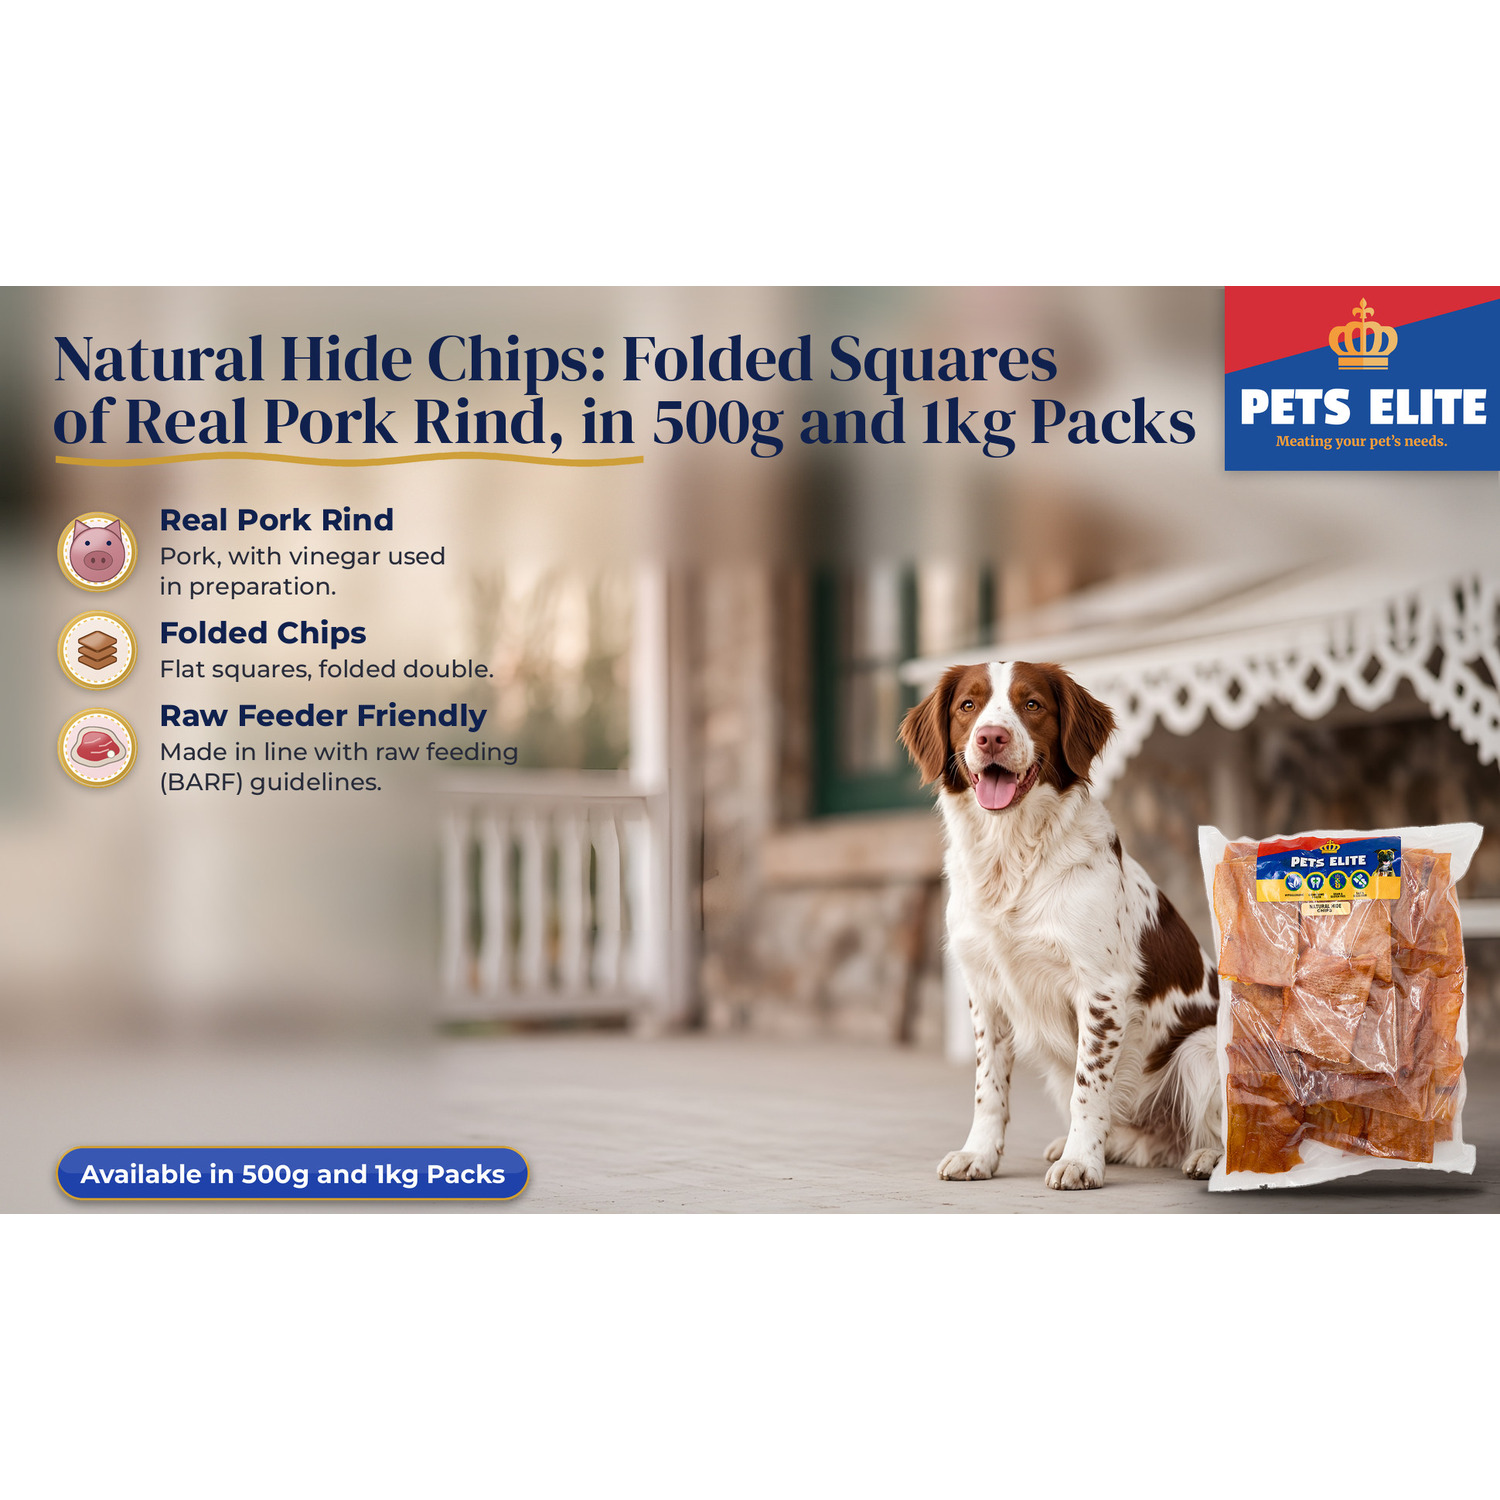 Natural Hide Chips: Folded Squares
of Real Pork Rind, in 500g and 1kg Packs
PETS ELITE
Meating your pet's needs.
Real Pork Rind
Pork, with vinegar used
in preparation.
Folded Chips
Flat squares, folded double.
Raw Feeder Friendly
Made in line with raw feeding
(BARF) guidelines.
PETS ELITE
NATURAL HIDE
CHIPS
Available in 500g and 1kg Packs